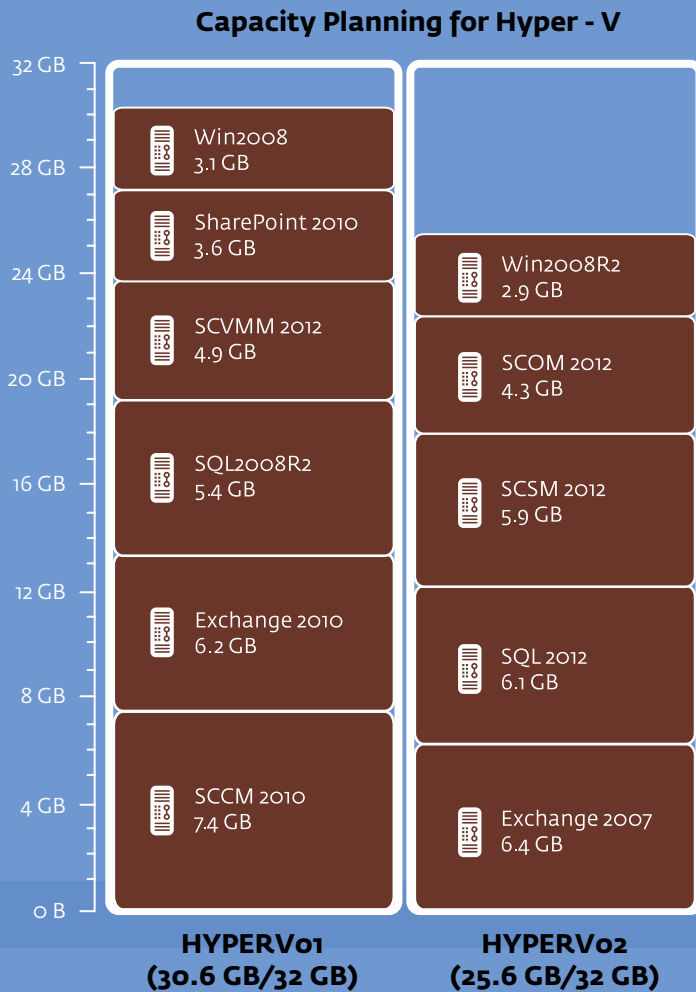 Capacity Planning for Hyper - V
32 GB
28 GB
24 GB
20 GB
16 GB
12 GB
8 GB
4 GB
0 B
Win2008
3.1 GB
SharePoint 2010
3.6 GB
SCVMM 2012
4.9 GB
SQL2008R2
5.4 GB
Exchange 2010
6.2 GB
SCCM 2010
7.4 GB
Win2008R2
2.9 GB
SCOM 2012
4.3 GB
SCSM 2012
5.9 GB
SQL 2012
6.1 GB
Exchange 2007
6.4 GB
HYPERV01
(30.6 GB/32 GB)
HYPERV02
(25.6 GB/32 GB)